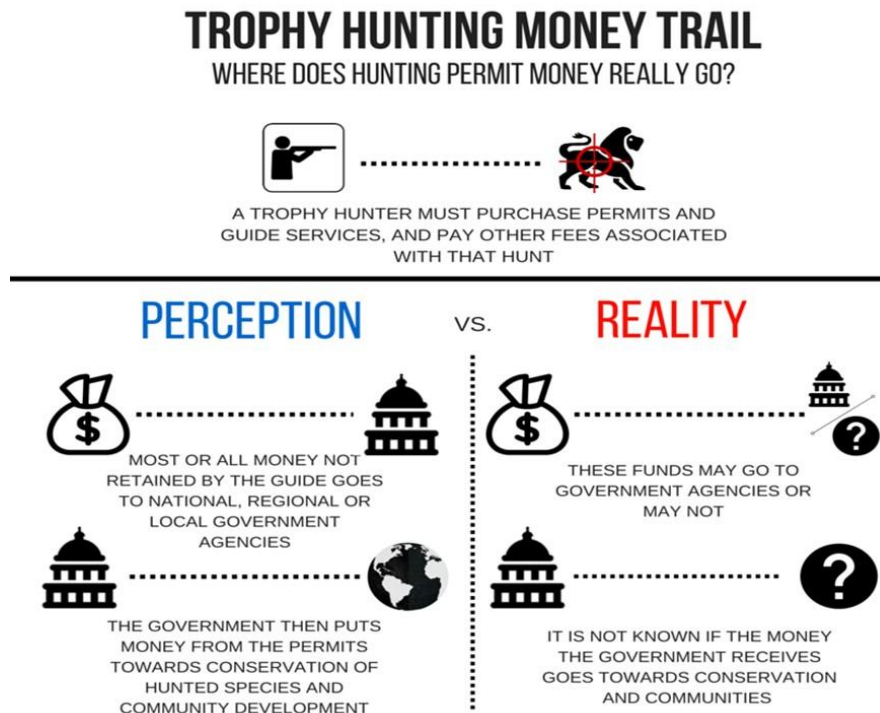 TROPHY HUNTING MONEY TRAIL
WHERE DOES HUNTING PERMIT MONEY REALLY GO?
A TROPHY HUNTER MUST PURCHASE PERMITS AND
GUIDE SERVICES, AND PAY OTHER FEES ASSOCIATED
WITH THAT HUNT
PERCEPTION
VS.
REALITY
$
MOST OR ALL MONEY NOT
RETAINED BY THE GUIDE GOES
TO NATIONAL, REGIONAL OR
LOCAL GOVERNMENT
AGENCIES
THE GOVERNMENT THEN PUTS
MONEY FROM THE PERMITS
TOWARDS CONSERVATION OF
HUNTED SPECIES AND
COMMUNITY DEVELOPMENT
$
?
THESE FUNDS MAY GO TO
GOVERNMENT AGENCIES OR
MAY NOT
?
IT IS NOT KNOWN IF THE MONEY
THE GOVERNMENT RECEIVES
GOES TOWARDS CONSERVATION
AND COMMUNITIES